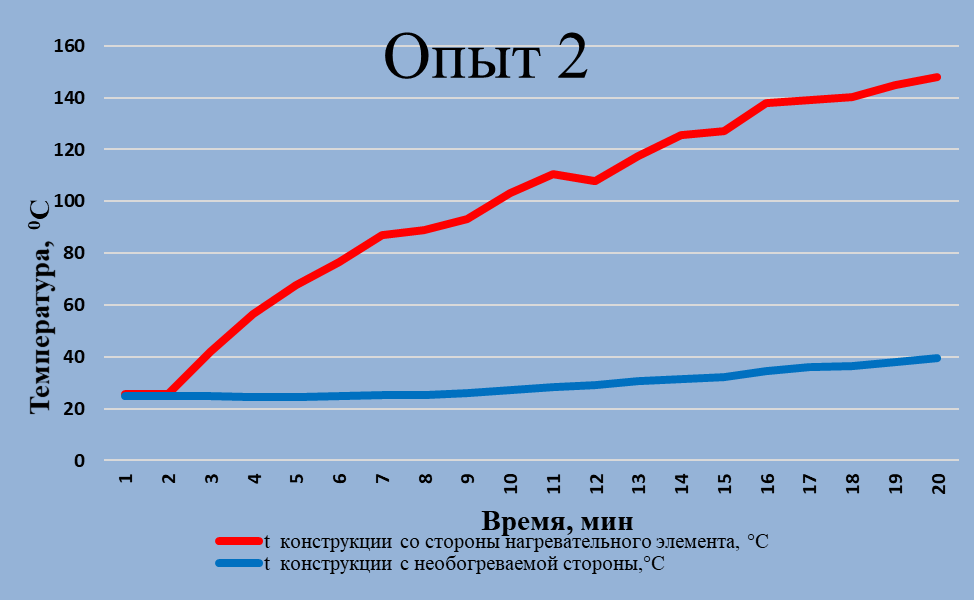 Опыт 2
160
140
120
100
80
60
40
20
0
Температура, ⁰С
1 2 3 4 5 6 7 8 9 10 11 12 13 14 15 16 17 18 19 20
Время, мин
t конструкции со стороны нагревательного элемента, °С
t конструкции с необогреваемой стороны,°С